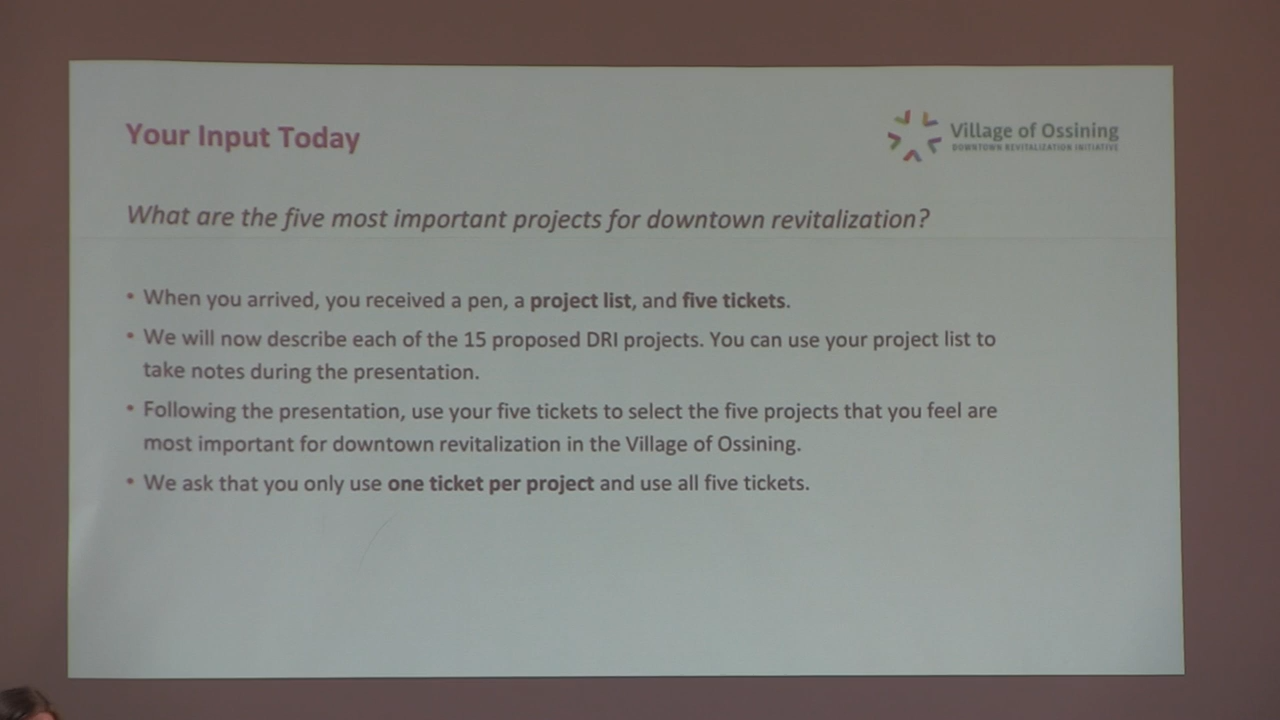 Your Input Today
Village of Ossining
DOWNTOWN REVITALIZATION INITIATIVE
What are the five most important projects for downtown revitalization?
• When you arrived, you received a pen, a project list, and five tickets.
• We will now describe each of the 15 proposed DRI projects. You can use your project list to
take notes during the presentation.
• Following the presentation, use your five tickets to select the five projects that you feel are
most important for downtown revitalization in the Village of Ossining.
• We ask that you only use one ticket per project and use all five tickets.